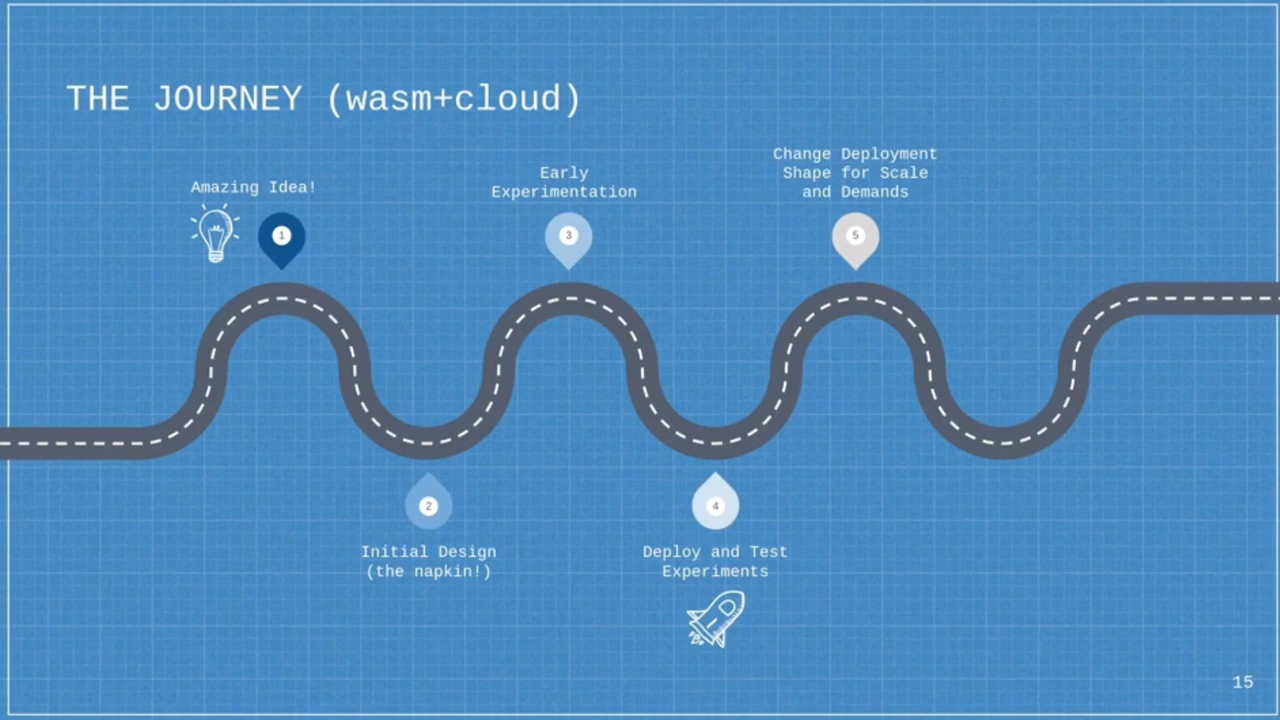 THE JOURNEY (wasm+cloud)
Amazing Idea!
1
Initial Design
(the napkin!)
2
Early
Experimentation
3
Deploy and Test
Experiments
4
Change Deployment
Shape for Scale
and Demands
5
15